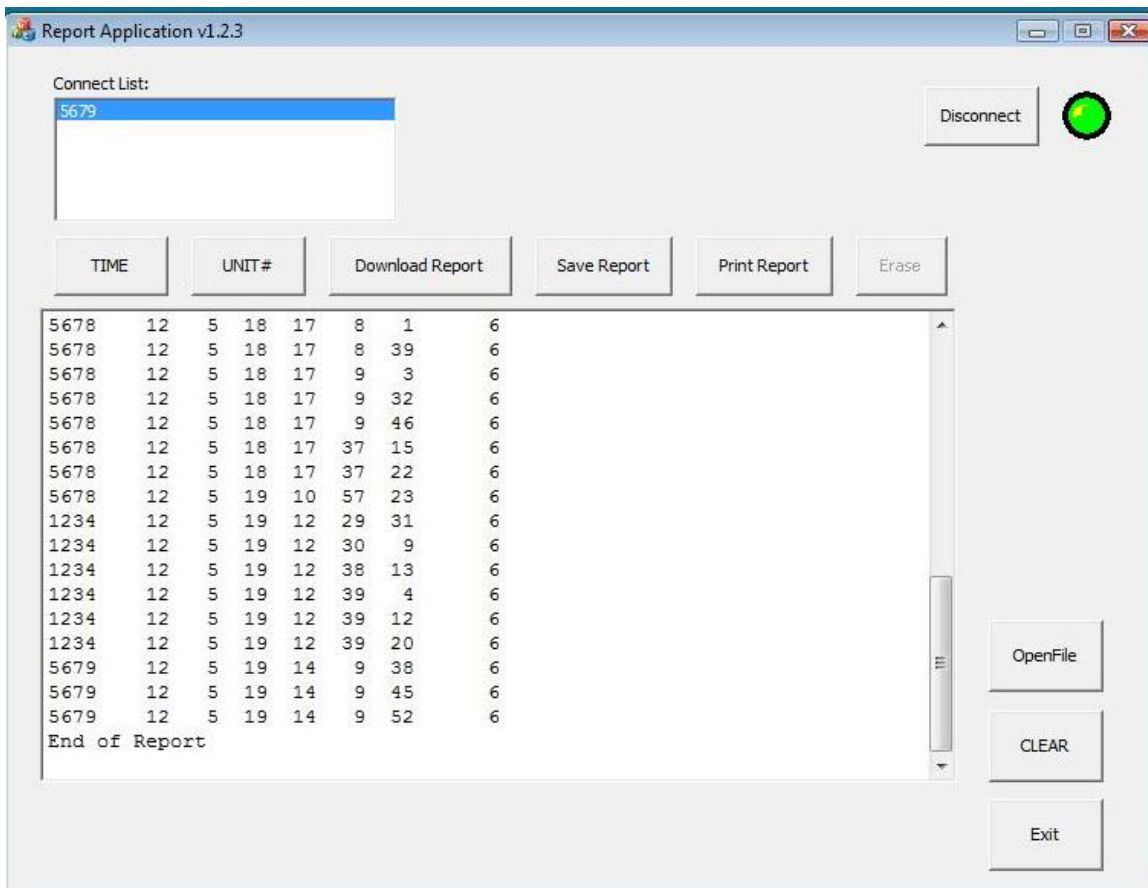 Report Application v1.2.3
Connect List:
5679
Disconnect
TIME UNIT# Download Report Save Report Print Report Erase
5678 12 5 18 17 8 1 6
5678 12 5 18 17 8 39 6
5678 12 5 18 17 9 3 6
5678 12 5 18 17 9 32 6
5678 12 5 18 17 9 46 6
5678 12 5 18 17 37 15 6
5678 12 5 18 17 37 22 6
5678 12 5 19 10 57 23 6
1234 12 5 19 12 29 31 6
1234 12 5 19 12 30 9 6
1234 12 5 19 12 38 13 6
1234 12 5 19 12 39 4 6
1234 12 5 19 12 39 12 6
1234 12 5 19 12 39 20 6
5679 12 5 19 14 9 38 6
5679 12 5 19 14 9 45 6
5679 12 5 19 14 9 52 6
End of Report
OpenFile
CLEAR
Exit